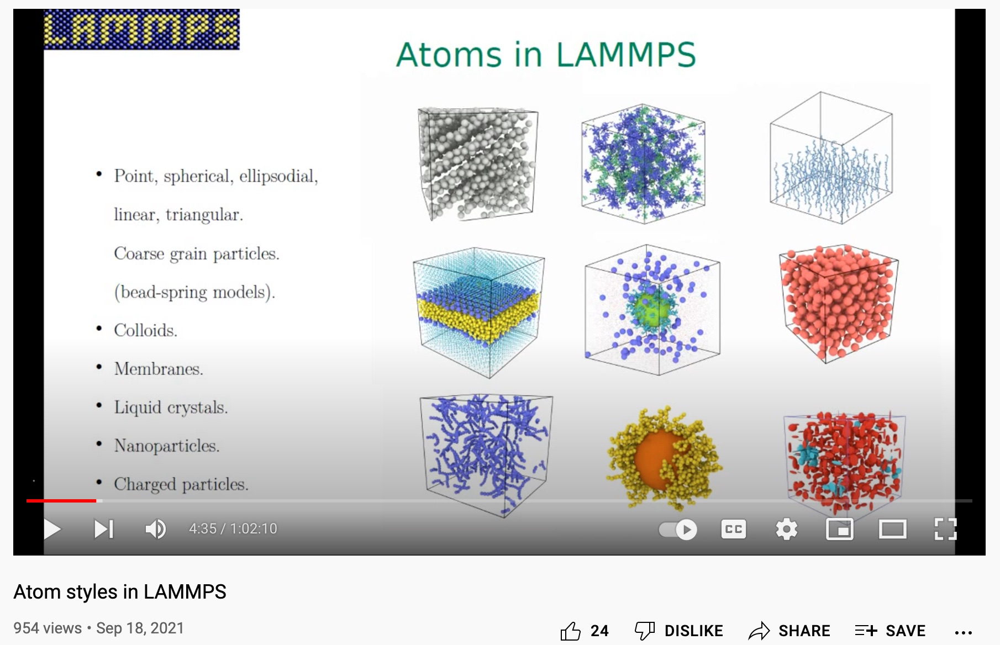 LAMMPS
Atoms in LAMMPS
• Point, spherical, ellipsodial,
linear, triangular.
Coarse grain particles.
(bead-spring models).
• Colloids.
• Membranes.
• Liquid crystals.
• Nanoparticles.
• Charged particles.
4:35 / 1:02:10
CC
Atom styles in LAMMPS
954 views • Sep 18, 2021
24 DISLIKE SHARE SAVE ...